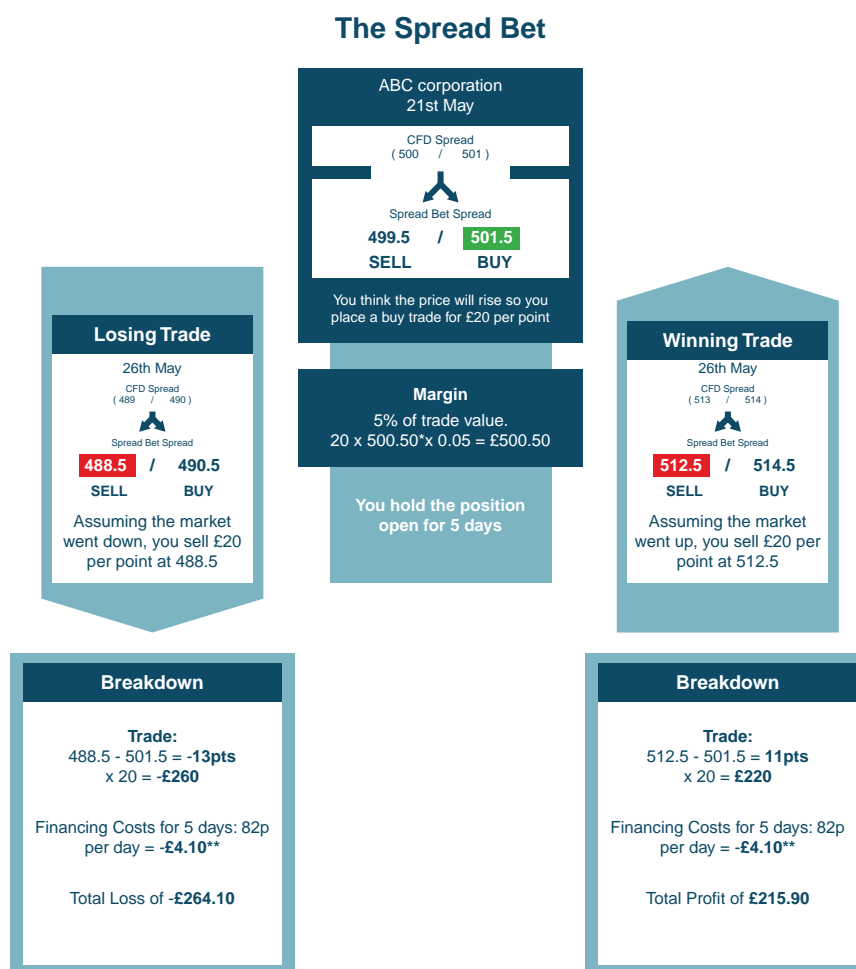 The Spread Bet
ABC corporation
21st May
CFD Spread
( 500 / 501 )
Spread Bet Spread
499.5 / 501.5
SELL BUY
You think the price will rise so you
place a buy trade for £20 per point
Margin
5% of trade value.
20 x 500.50*x 0.05 = £500.50
You hold the position
open for 5 days
Losing Trade
26th May
CFD Spread
( 489 / 490 )
Spread Bet Spread
488.5 / 490.5
SELL BUY
Assuming the market
went down, you sell £20
per point at 488.5
Breakdown
Trade:
488.5 - 501.5 = -13pts
x 20 = -£260
Financing Costs for 5 days: 82p
per day = -£4.10**
Total Loss of -£264.10
Winning Trade
26th May
CFD Spread
( 513 / 514 )
Spread Bet Spread
512.5 / 514.5
SELL BUY
Assuming the market
went up, you sell £20 per
point at 512.5
Breakdown
Trade:
512.5 - 501.5 = 11pts
x 20 = £220
Financing Costs for 5 days: 82p
per day = -£4.10**
Total Profit of £215.90